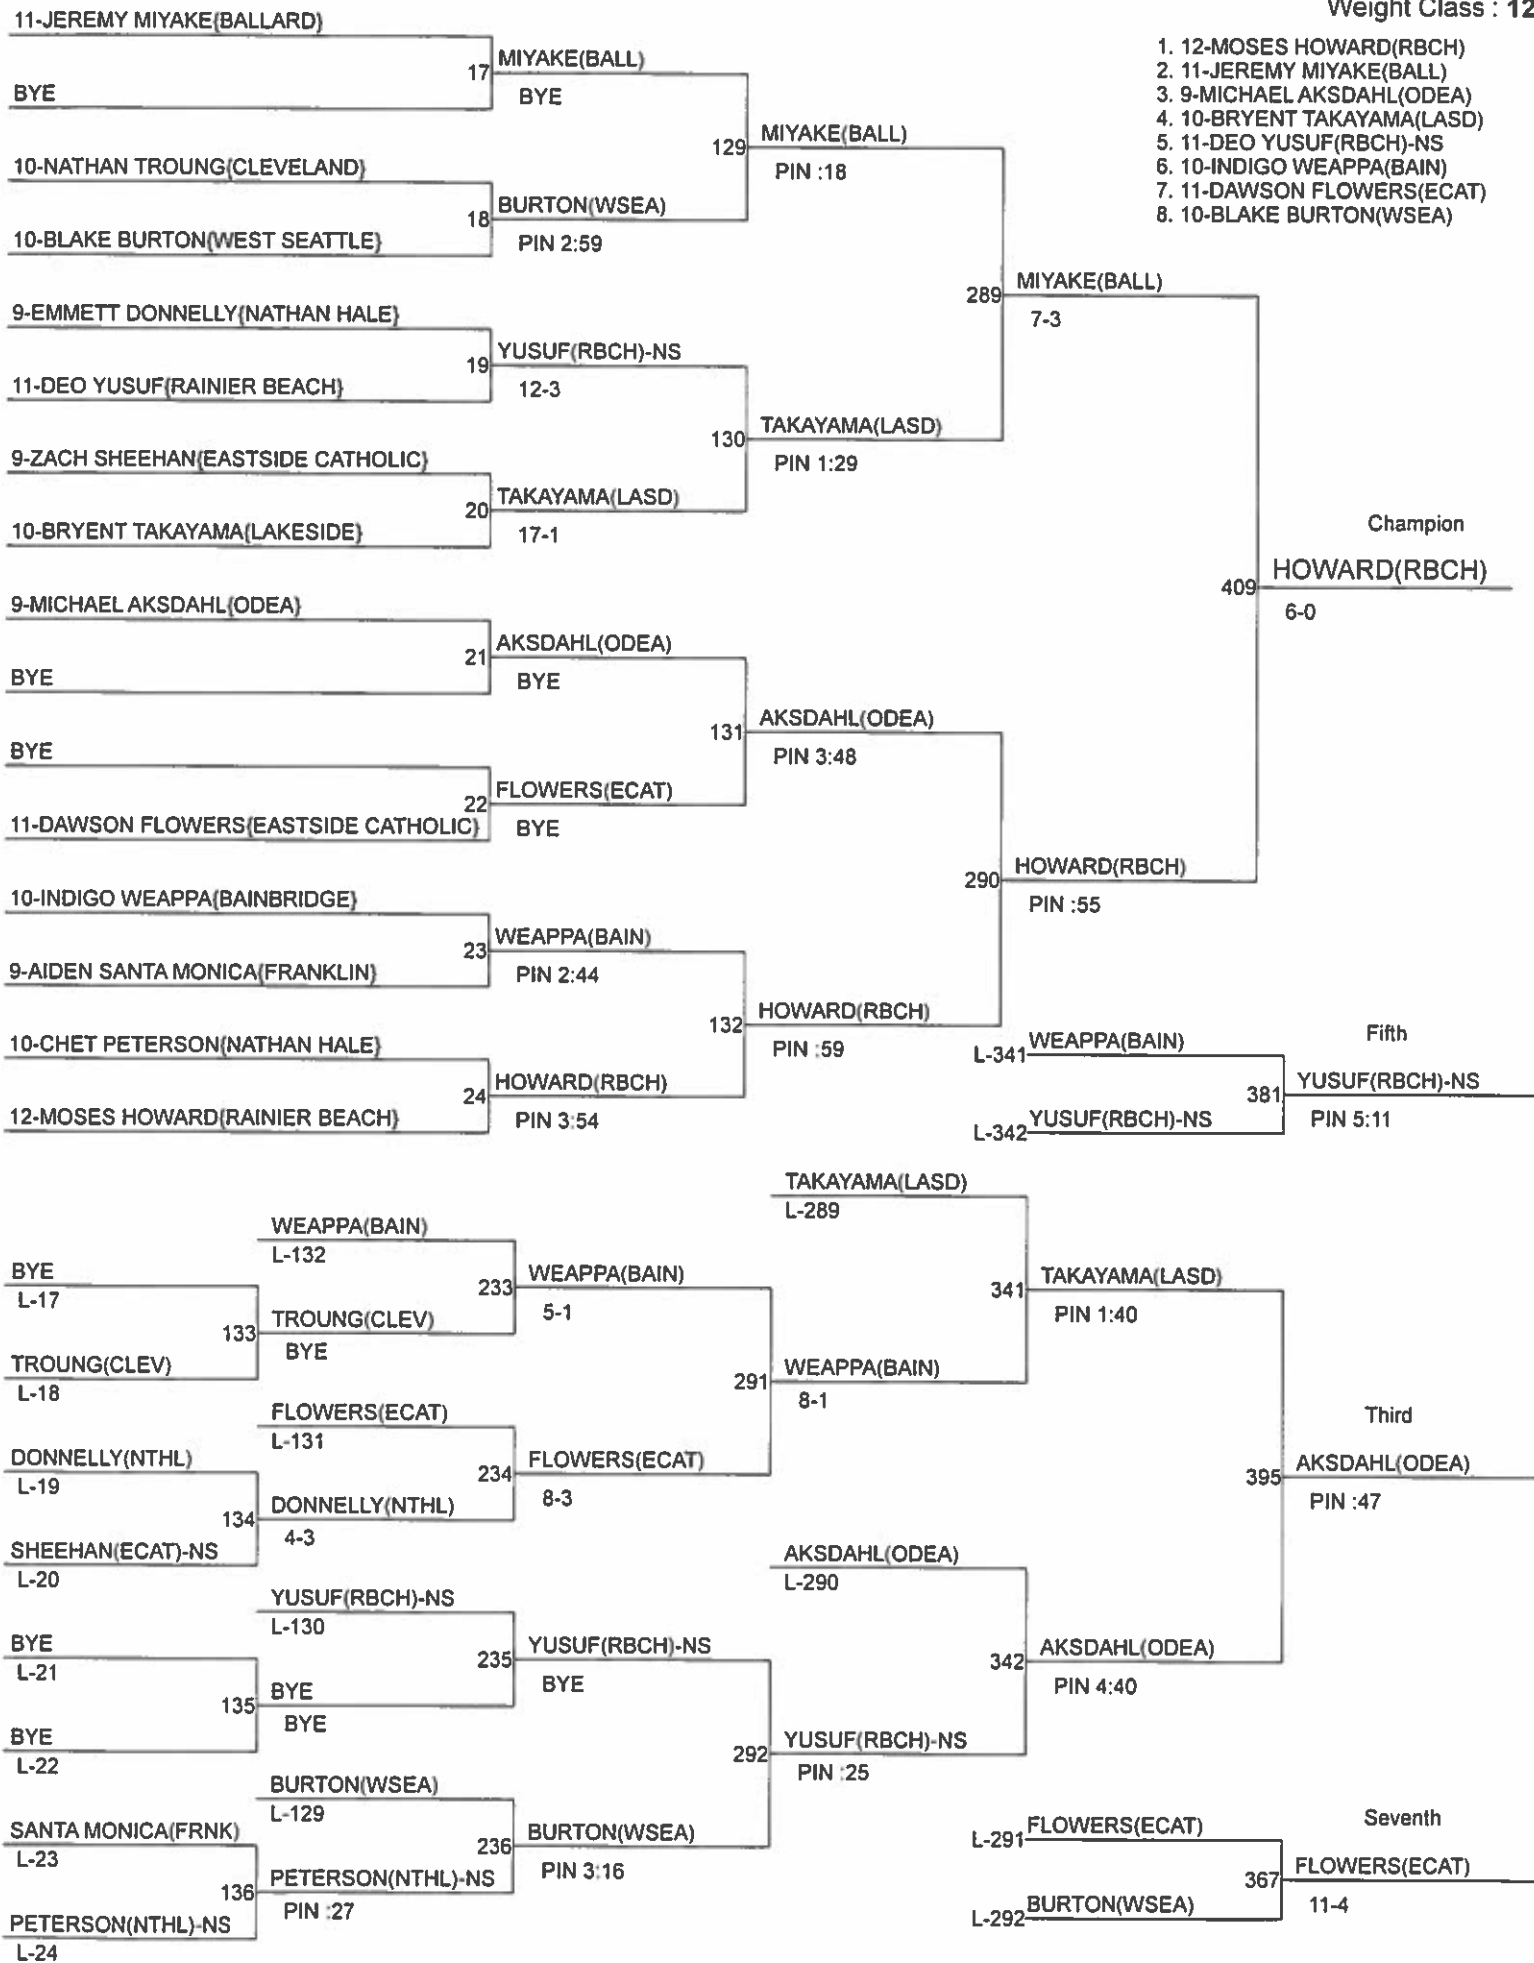 Weight Class : 12
1. 12-MOSES HOWARD(RBCH)
2. 11-JEREMY MIYAKE(BALL)
3. 9-MICHAEL AKSDAHL(ODEA)
4. 10-BRYENT TAKAYAMA(LASD)
5. 11-DEO YUSUF(RBCH)-NS
6. 10-INDIGO WEAPPA(BAIN)
7. 11-DAWSON FLOWERS(ECAT)
8. 10-BLAKE BURTON(WSEA)
11-JEREMY MIYAKE(BALLARD)
17
MIYAKE(BALL)
BYE
BYE
129
MIYAKE(BALL)
PIN :18
10-NATHAN TROUNG(CLEVELAND)
18
BURTON(WSEA)
PIN 2:59
10-BLAKE BURTON(WEST SEATTLE)
289
MIYAKE(BALL)
7-3
9-EMMETT DONNELLY(NATHAN HALE)
19
YUSUF(RBCH)-NS
12-3
11-DEO YUSUF(RAINIER BEACH)
130
TAKAYAMA(LASD)
PIN 1:29
9-ZACH SHEEHAN(EASTSIDE CATHOLIC)
20
TAKAYAMA(LASD)
17-1
10-BRYENT TAKAYAMA(LAKESIDE)
Champion
409
HOWARD(RBCH)
6-0
9-MICHAEL AKSDAHL(ODEA)
21
AKSDAHL(ODEA)
BYE
BYE
131
AKSDAHL(ODEA)
PIN 3:48
BYE
22
FLOWERS(ECAT)
BYE
11-DAWSON FLOWERS(EASTSIDE CATHOLIC)
290
HOWARD(RBCH)
PIN :55
10-INDIGO WEAPPA(BAINBRIDGE)
23
WEAPPA(BAIN)
PIN 2:44
9-AIDEN SANTA MONICA(FRANKLIN)
132
HOWARD(RBCH)
PIN :59
10-CHET PETERSON(NATHAN HALE)
24
HOWARD(RBCH)
PIN 3:54
12-MOSES HOWARD(RAINIER BEACH)
Fifth
L-341
WEAPPA(BAIN)
381
YUSUF(RBCH)-NS
PIN 5:11
L-342
YUSUF(RBCH)-NS
TAKAYAMA(LASD)
L-289
WEAPPA(BAIN)
L-132
BYE
L-17
233
WEAPPA(BAIN)
5-1
341
TAKAYAMA(LASD)
PIN 1:40
133
TROUNG(CLEV)
BYE
TROUNG(CLEV)
L-18
291
WEAPPA(BAIN)
8-1
FLOWERS(ECAT)
L-131
Third
DONNELLY(NTHL)
L-19
234
FLOWERS(ECAT)
8-3
395
AKSDAHL(ODEA)
PIN :47
134
DONNELLY(NTHL)
4-3
SHEEHAN(ECAT)-NS
L-20
AKSDAHL(ODEA)
L-290
YUSUF(RBCH)-NS
L-130
BYE
L-21
235
YUSUF(RBCH)-NS
BYE
342
AKSDAHL(ODEA)
PIN 4:40
135
BYE
BYE
BYE
L-22
292
YUSUF(RBCH)-NS
PIN :25
BURTON(WSEA)
L-129
Seventh
SANTA MONICA(FRNK)
L-23
236
BURTON(WSEA)
PIN 3:16
L-291
FLOWERS(ECAT)
136
PETERSON(NTHL)-NS
PIN :27
367
FLOWERS(ECAT)
11-4
PETERSON(NTHL)-NS
L-24
L-292
BURTON(WSEA)